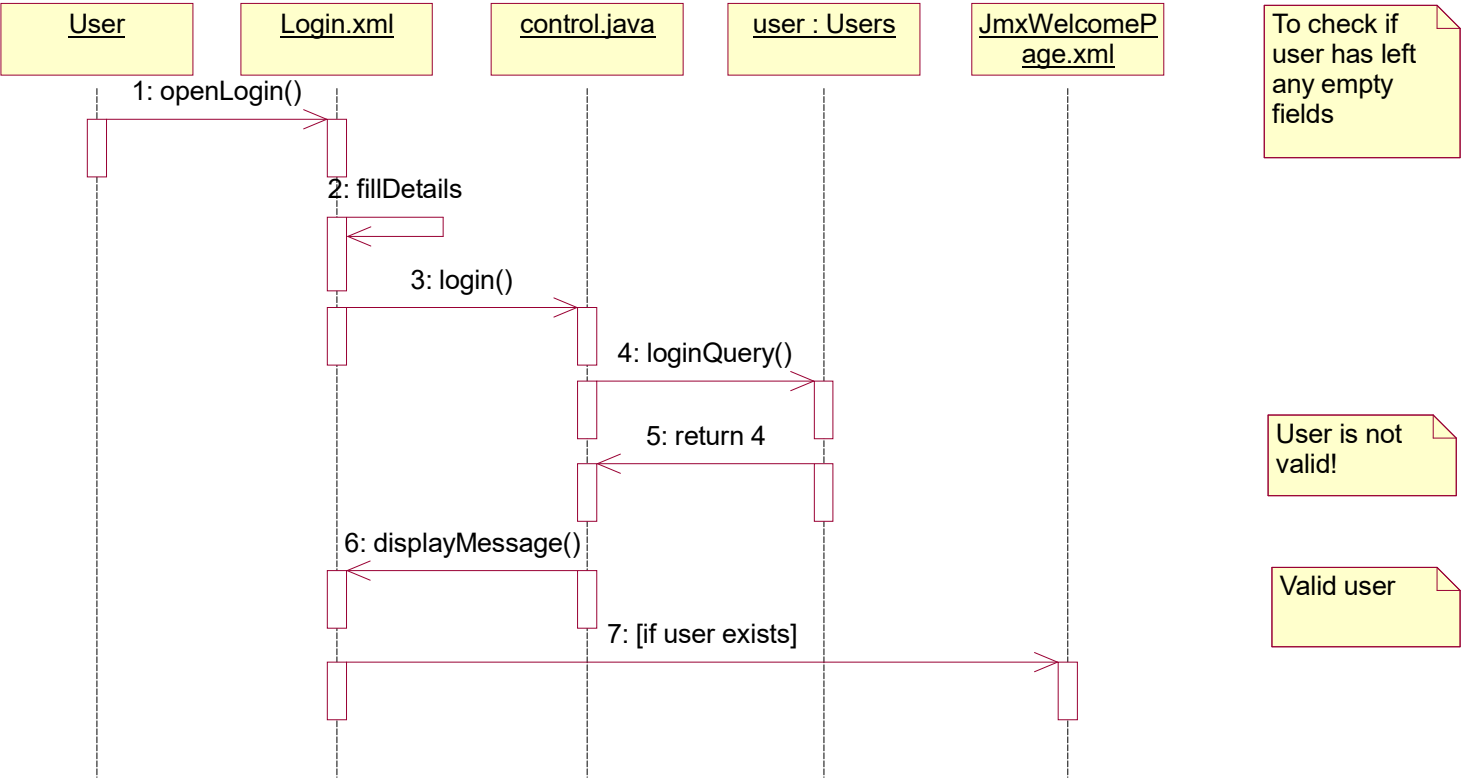 User
Login.xml
control.java
user : Users
JmxWelcomeP
age.xml
To check if
user has left
any empty
fields
1: openLogin()
2: fillDetails
3: login()
4: loginQuery()
5: return 4
User is not
valid!
6: displayMessage()
Valid user
7: [if user exists]